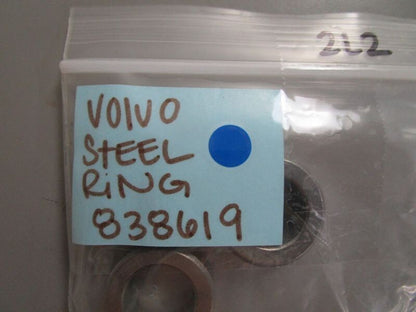 2L2
VOLVO
STEEL
RiNG
838619